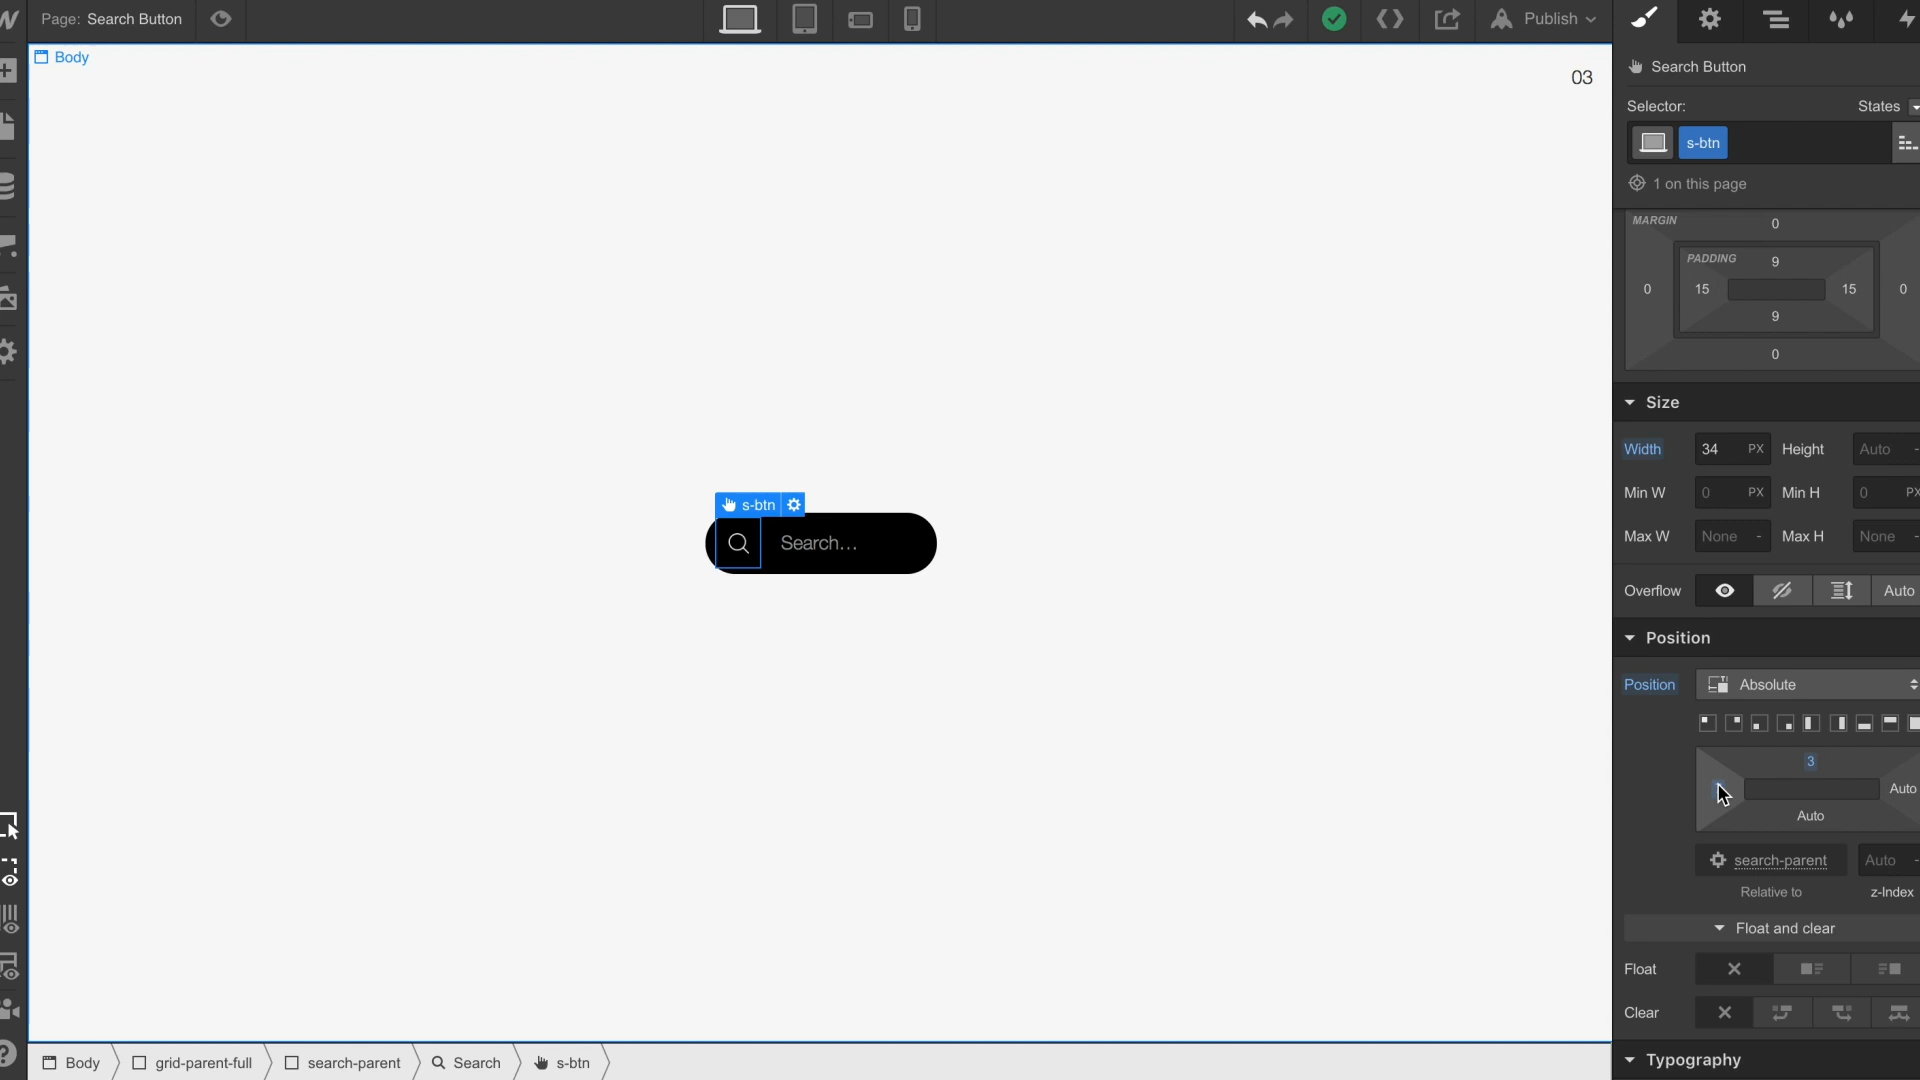 Page: Search Button
Publish
Body
03
Search Button
Selector:
States
s-btn
1 on this page
MARGIN
0
PADDING
9
0
15
15
0
9
0
Size
Width
34
PX
Height
Auto
-
Min W
0
PX
Min H
0
PX
Max W
None
-
Max H
None
-
Overflow
Auto
s-btn
Search...
Position
Position
Absolute
3
Auto
Auto
search-parent
Auto
-
Relative to
z-Index
Float and clear
Float
Clear
Typography
Body
grid-parent-full
search-parent
Search
s-btn